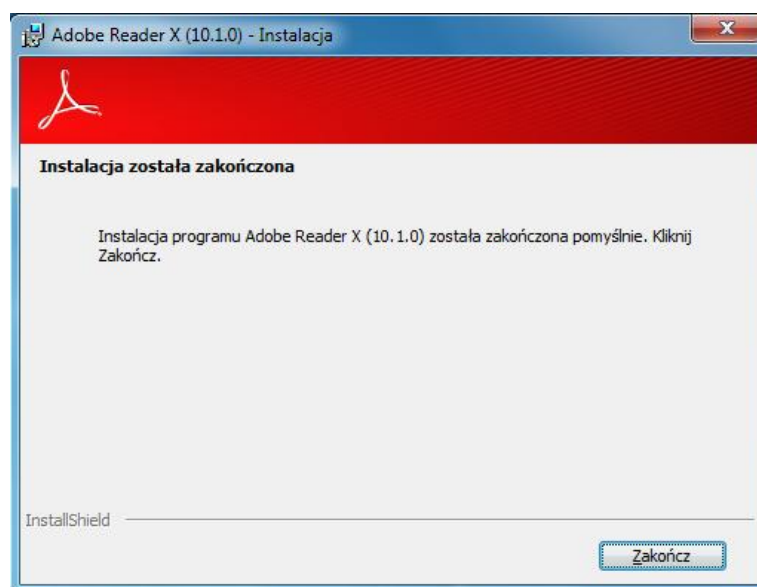 Adobe Reader X (10.1.0) - Instalacja
Instalacja została zakończona
Instalacja programu Adobe Reader X (10.1.0) została zakończona pomyślnie. Kliknij
Zakończ.
InstallShield
Zakończ